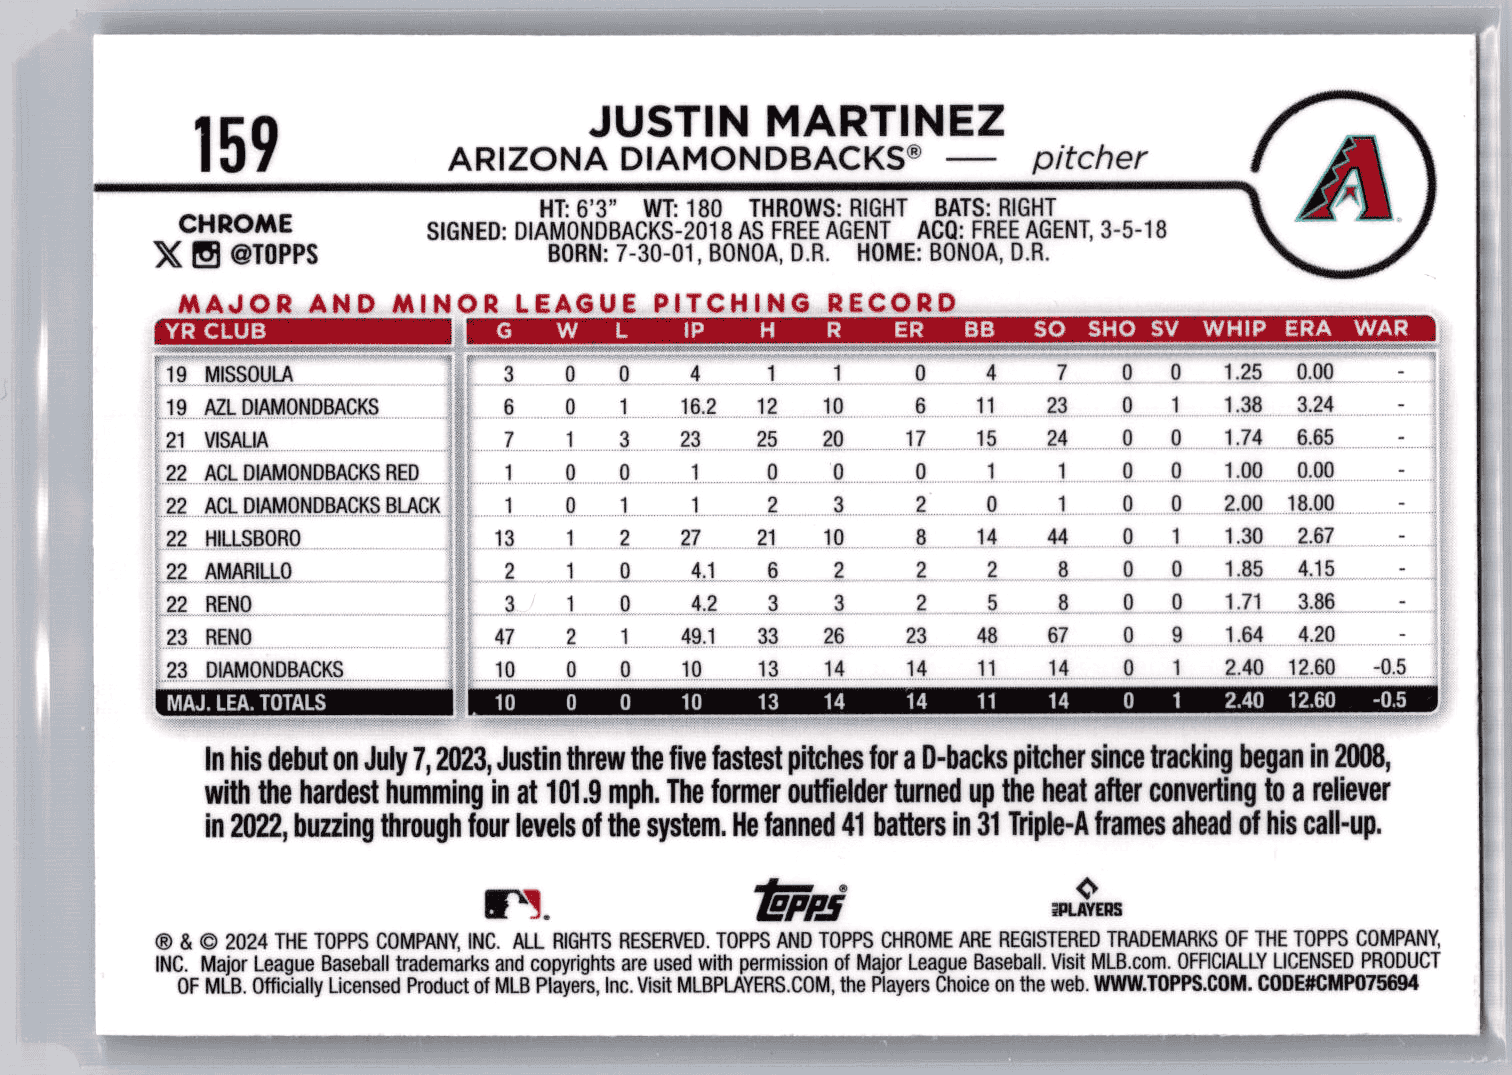 159
JUSTIN MARTINEZ
ARIZONA DIAMONDBACKS® — pitcher
CHROME
X @TOPPS
HT: 6'3" WT: 180 THROWS: RIGHT BATS: RIGHT
SIGNED: DIAMONDBACKS-2018 AS FREE AGENT ACQ: FREE AGENT, 3-5-18
BORN: 7-30-01, BONOA, D.R. HOME: BONOA, D.R.
MAJOR AND MINOR LEAGUE PITCHING RECORD
YR CLUB G W L IP H R ER BB SO SHO SV WHIP ERA WAR
19 MISSOULA 3 0 0 4 1 1 0 4 7 0 0 1.25 0.00 -
19 AZL DIAMONDBACKS 6 0 1 16.2 12 10 6 11 23 0 1 1.38 3.24 -
21 VISALIA 7 1 3 23 25 20 17 15 24 0 0 1.74 6.65 -
22 ACL DIAMONDBACKS RED 1 0 0 1 0 0 0 1 1 0 0 1.00 0.00 -
22 ACL DIAMONDBACKS BLACK 1 0 1 1 2 3 2 0 1 0 0 2.00 18.00 -
22 HILLSBORO 13 1 2 27 21 10 8 14 44 0 1 1.30 2.67 -
22 AMARILLO 2 1 0 4.1 6 2 2 2 8 0 0 1.85 4.15 -
22 RENO 3 1 0 4.2 3 3 2 5 8 0 0 1.71 3.86 -
23 RENO 47 2 1 49.1 33 26 23 48 67 0 9 1.64 4.20 -
23 DIAMONDBACKS 10 0 0 10 13 14 14 11 14 0 1 2.40 12.60 -0.5
MAJ. LEA. TOTALS 10 0 0 10 13 14 14 11 14 0 1 2.40 12.60 -0.5
In his debut on July 7, 2023, Justin threw the five fastest pitches for a D-backs pitcher since tracking began in 2008,
with the hardest humming in at 101.9 mph. The former outfielder turned up the heat after converting to a reliever
in 2022, buzzing through four levels of the system. He fanned 41 batters in 31 Triple-A frames ahead of his call-up.
Topps® MLB PLAYERS
® & © 2024 THE TOPPS COMPANY, INC. ALL RIGHTS RESERVED. TOPPS AND TOPPS CHROME ARE REGISTERED TRADEMARKS OF THE TOPPS COMPANY,
INC. Major League Baseball trademarks and copyrights are used with permission of Major League Baseball. Visit MLB.com. OFFICIALLY LICENSED PRODUCT
OF MLB. Officially Licensed Product of MLB Players, Inc. Visit MLBPLAYERS.COM, the Players Choice on the web. WWW.TOPPS.COM. CODE#CMP075694